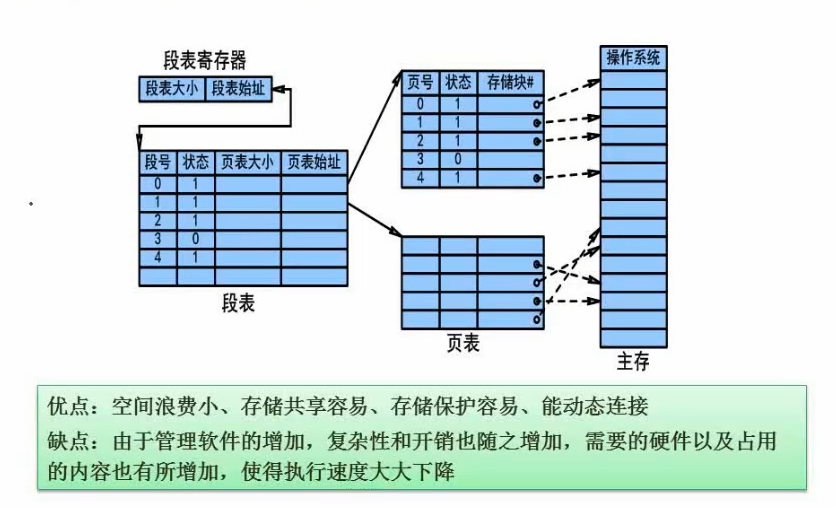 段表寄存器
段表大小 段表始址
段号 状态 页表大小 页表始址
0 1
1 1
2 1
3 0
4 1
段表
页号 状态 存储块#
0 1
1 1
2 1
3 0
4 1
页表
操作系统
主存
优点：空间浪费小、存储共享容易、存储保护容易、能动态连接
缺点：由于管理软件的增加，复杂性和开销也随之增加，需要的硬件以及占用
的内容也有所增加，使得执行速度大大下降